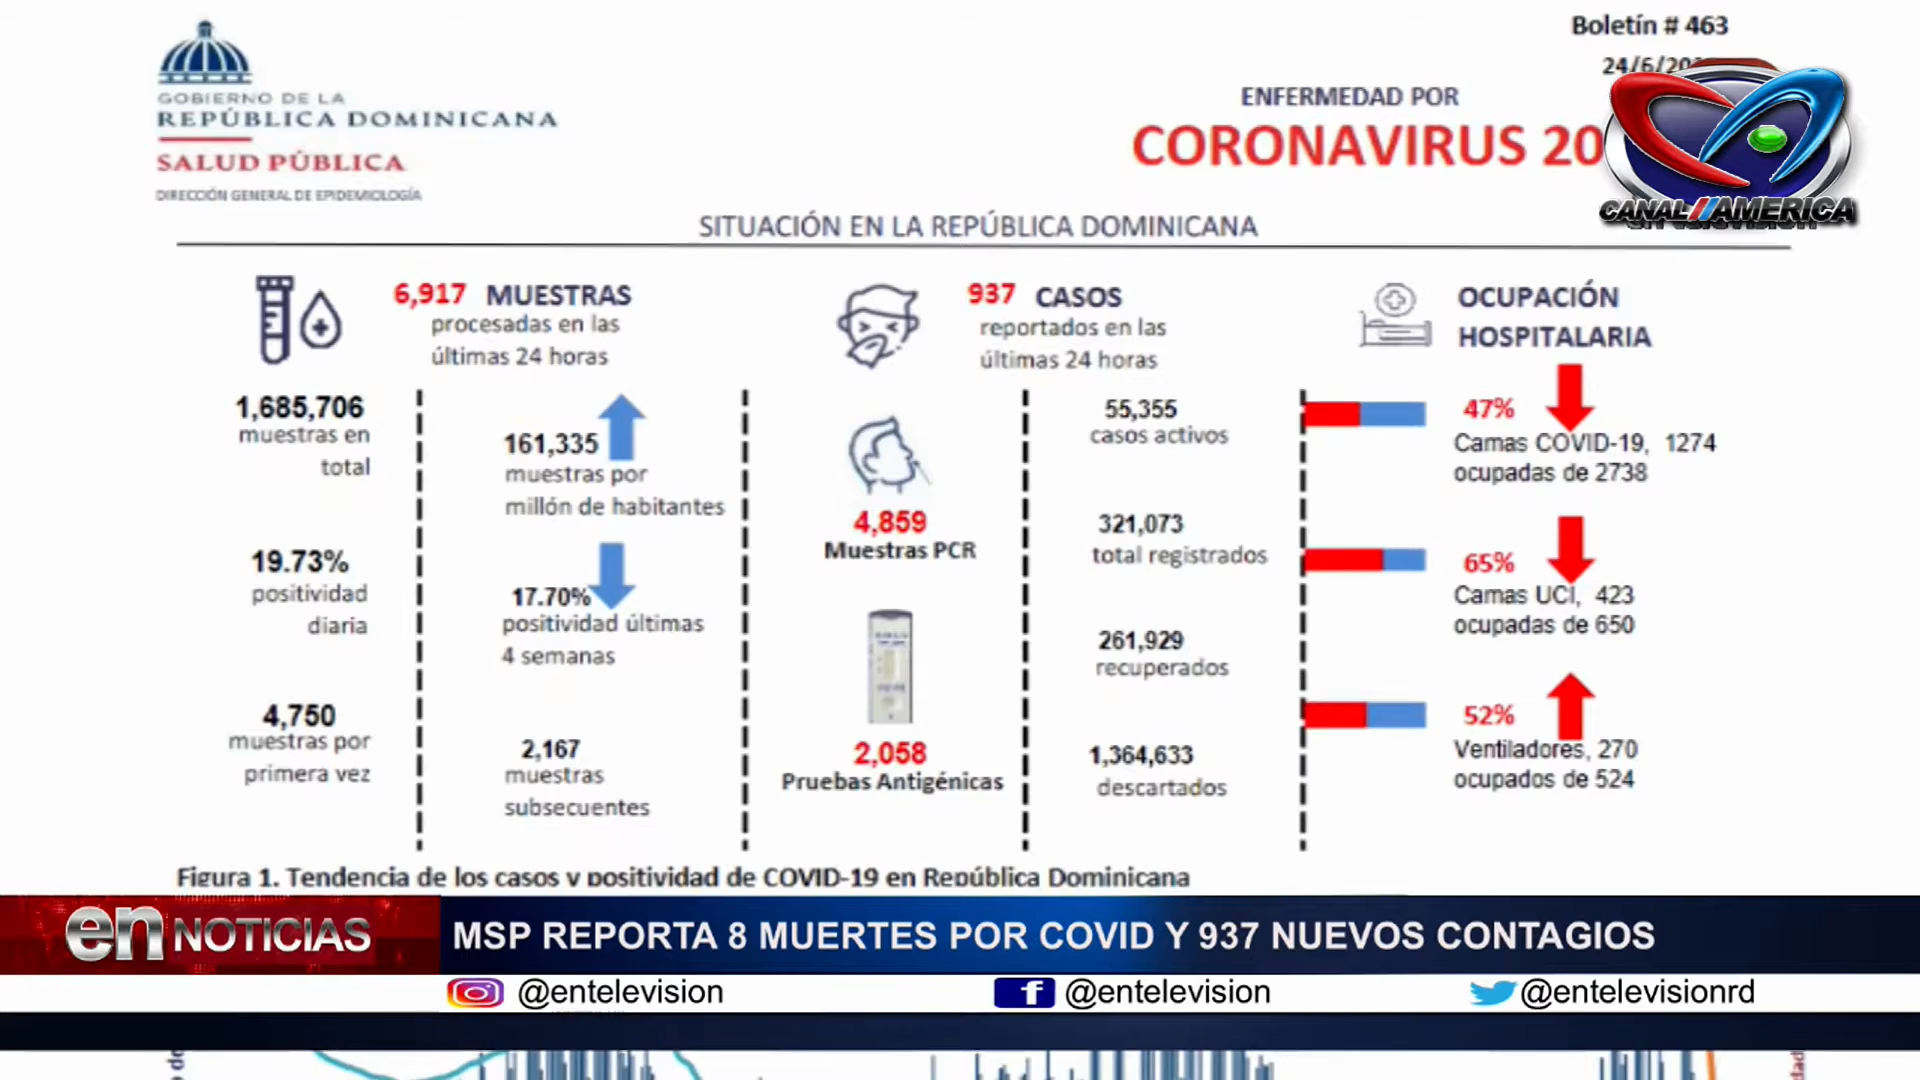 Boletín # 463
24/6/20
GOBIERNO DE LA
REPÚBLICA DOMINICANA
SALUD PÚBLICA
DIRECCIÓN GENERAL DE EPIDEMIOLOGÍA
ENFERMEDAD POR
CORONAVIRUS 20
CANAL AMERICA
EN TELEVISION
SITUACIÓN EN LA REPÚBLICA DOMINICANA
6,917 MUESTRAS
procesadas en las
últimas 24 horas
1,685,706
muestras en
total
19.73%
positividad
diaria
4,750
muestras por
primera vez
161,335
muestras por
millón de habitantes
17.70%
positividad últimas
4 semanas
2,167
muestras
subsecuentes
937 CASOS
reportados en las
últimas 24 horas
4,859
Muestras PCR
2,058
Pruebas Antigénicas
55,355
casos activos
321,073
total registrados
261,929
recuperados
1,364,633
descartados
OCUPACIÓN
HOSPITALARIA
47%
Camas COVID-19, 1274
ocupadas de 2738
65%
Camas UCI, 423
ocupadas de 650
52%
Ventiladores, 270
ocupados de 524
Figura 1. Tendencia de los casos y positividad de COVID-19 en República Dominicana
en NOTICIAS
MSP REPORTA 8 MUERTES POR COVID Y 937 NUEVOS CONTAGIOS
@entelevision
@entelevision
@entelevisionrd